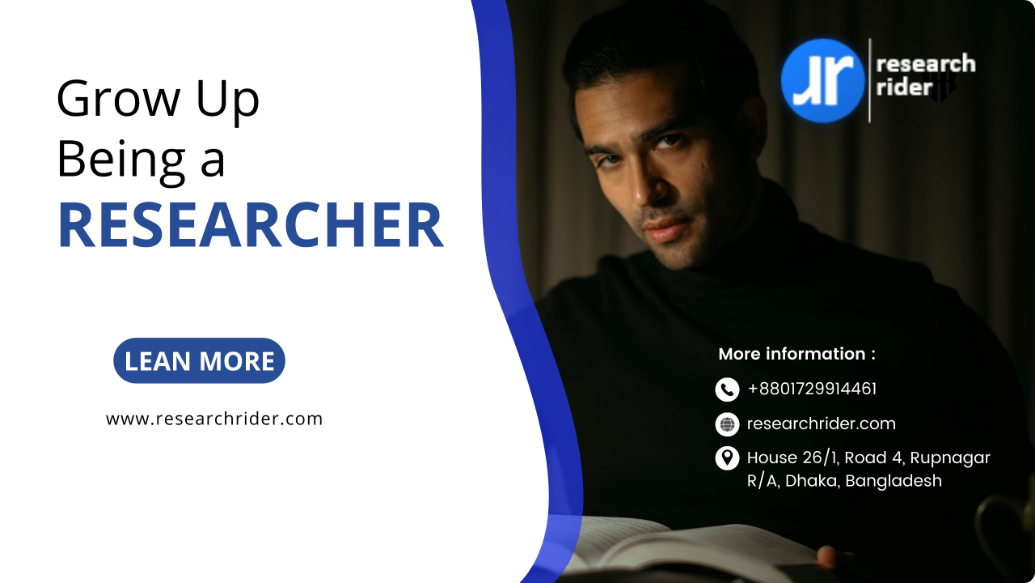 Grow Up
Being a
RESEARCHER
LEAN MORE
www.researchrider.com
research
rider
More information :
+8801729914461
researchrider.com
House 26/1, Road 4, Rupnagar
R/A, Dhaka, Bangladesh